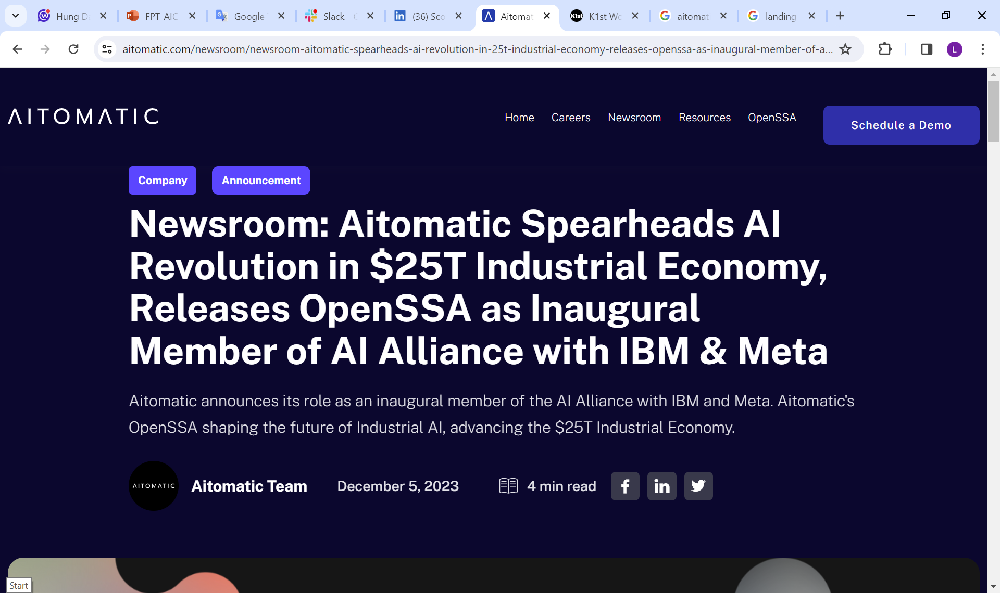 Hung D
FPT-AIC
Google
Slack - C
(36) Sco
Aitomat
K1st Wo
aitomati
landing
aitomatic.com/newsroom/newsroom-aitomatic-spearheads-ai-revolution-in-25t-industrial-economy-releases-openssa-as-inaugural-member-of-a...
L
AITOMATIC
Home
Careers
Newsroom
Resources
OpenSSA
Schedule a Demo
Company
Announcement
Newsroom: Aitomatic Spearheads AI
Revolution in $25T Industrial Economy,
Releases OpenSSA as Inaugural
Member of AI Alliance with IBM & Meta
Aitomatic announces its role as an inaugural member of the AI Alliance with IBM and Meta. Aitomatic's
OpenSSA shaping the future of Industrial AI, advancing the $25T Industrial Economy.
AITOMATIC
Aitomatic Team
December 5, 2023
4 min read
Start